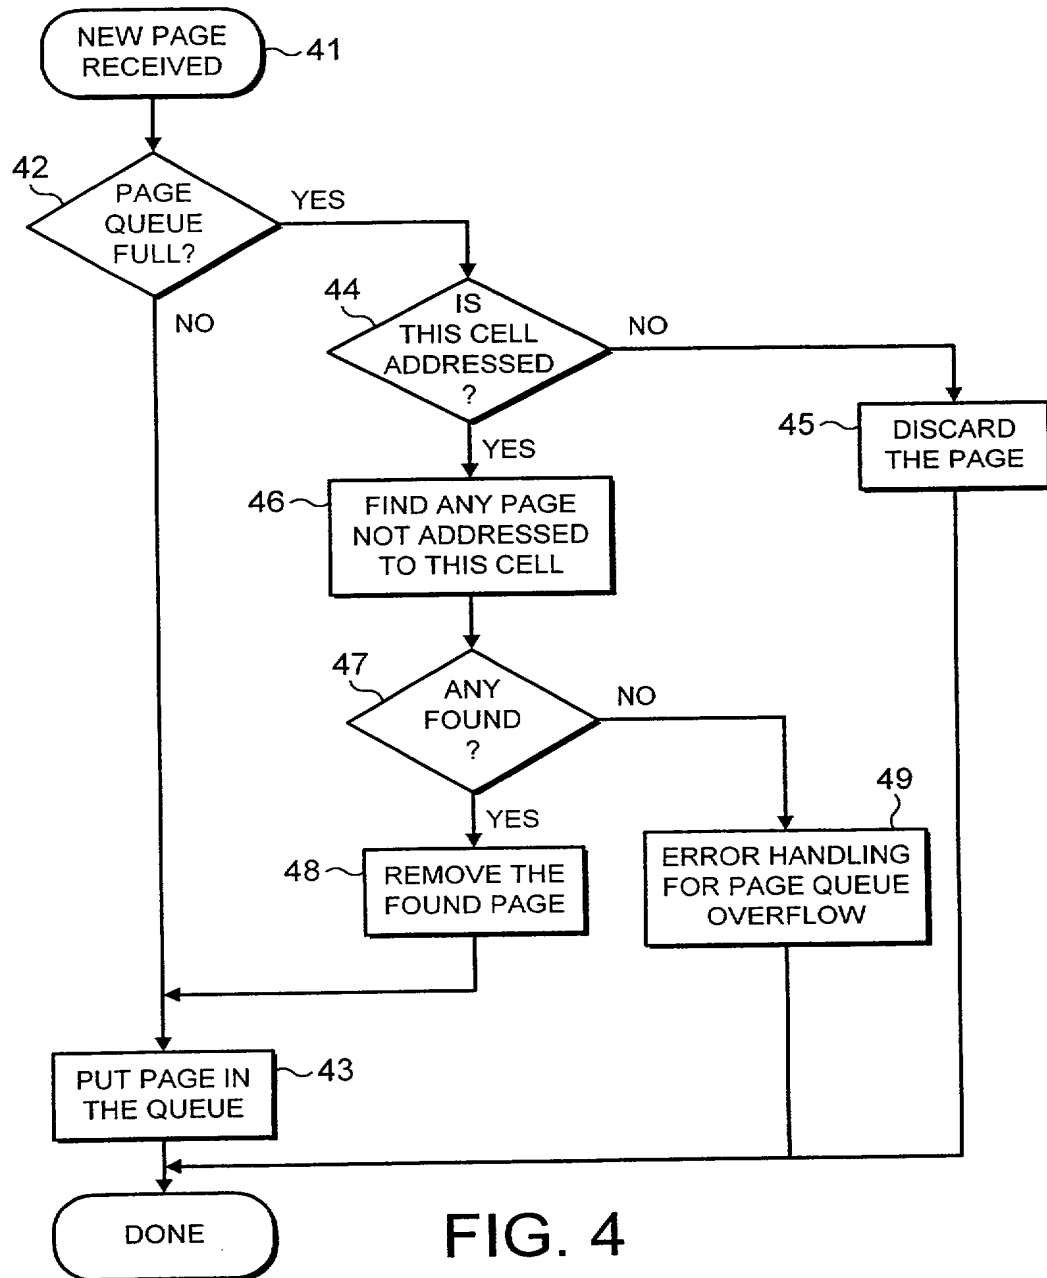 NEW PAGE
RECEIVED
41
42
PAGE
QUEUE
FULL?
YES
NO
44
IS
THIS CELL
ADDRESSED
?
NO
YES
45
DISCARD
THE PAGE
46
FIND ANY PAGE
NOT ADDRESSED
TO THIS CELL
47
ANY
FOUND
?
NO
YES
48
REMOVE THE
FOUND PAGE
49
ERROR HANDLING
FOR PAGE QUEUE
OVERFLOW
PUT PAGE IN
THE QUEUE
43
DONE
FIG. 4